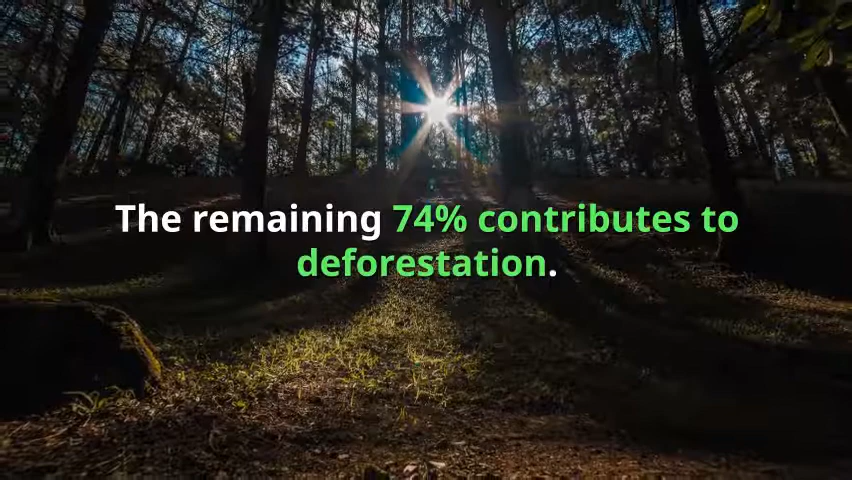 The remaining 74% contributes to
deforestation.